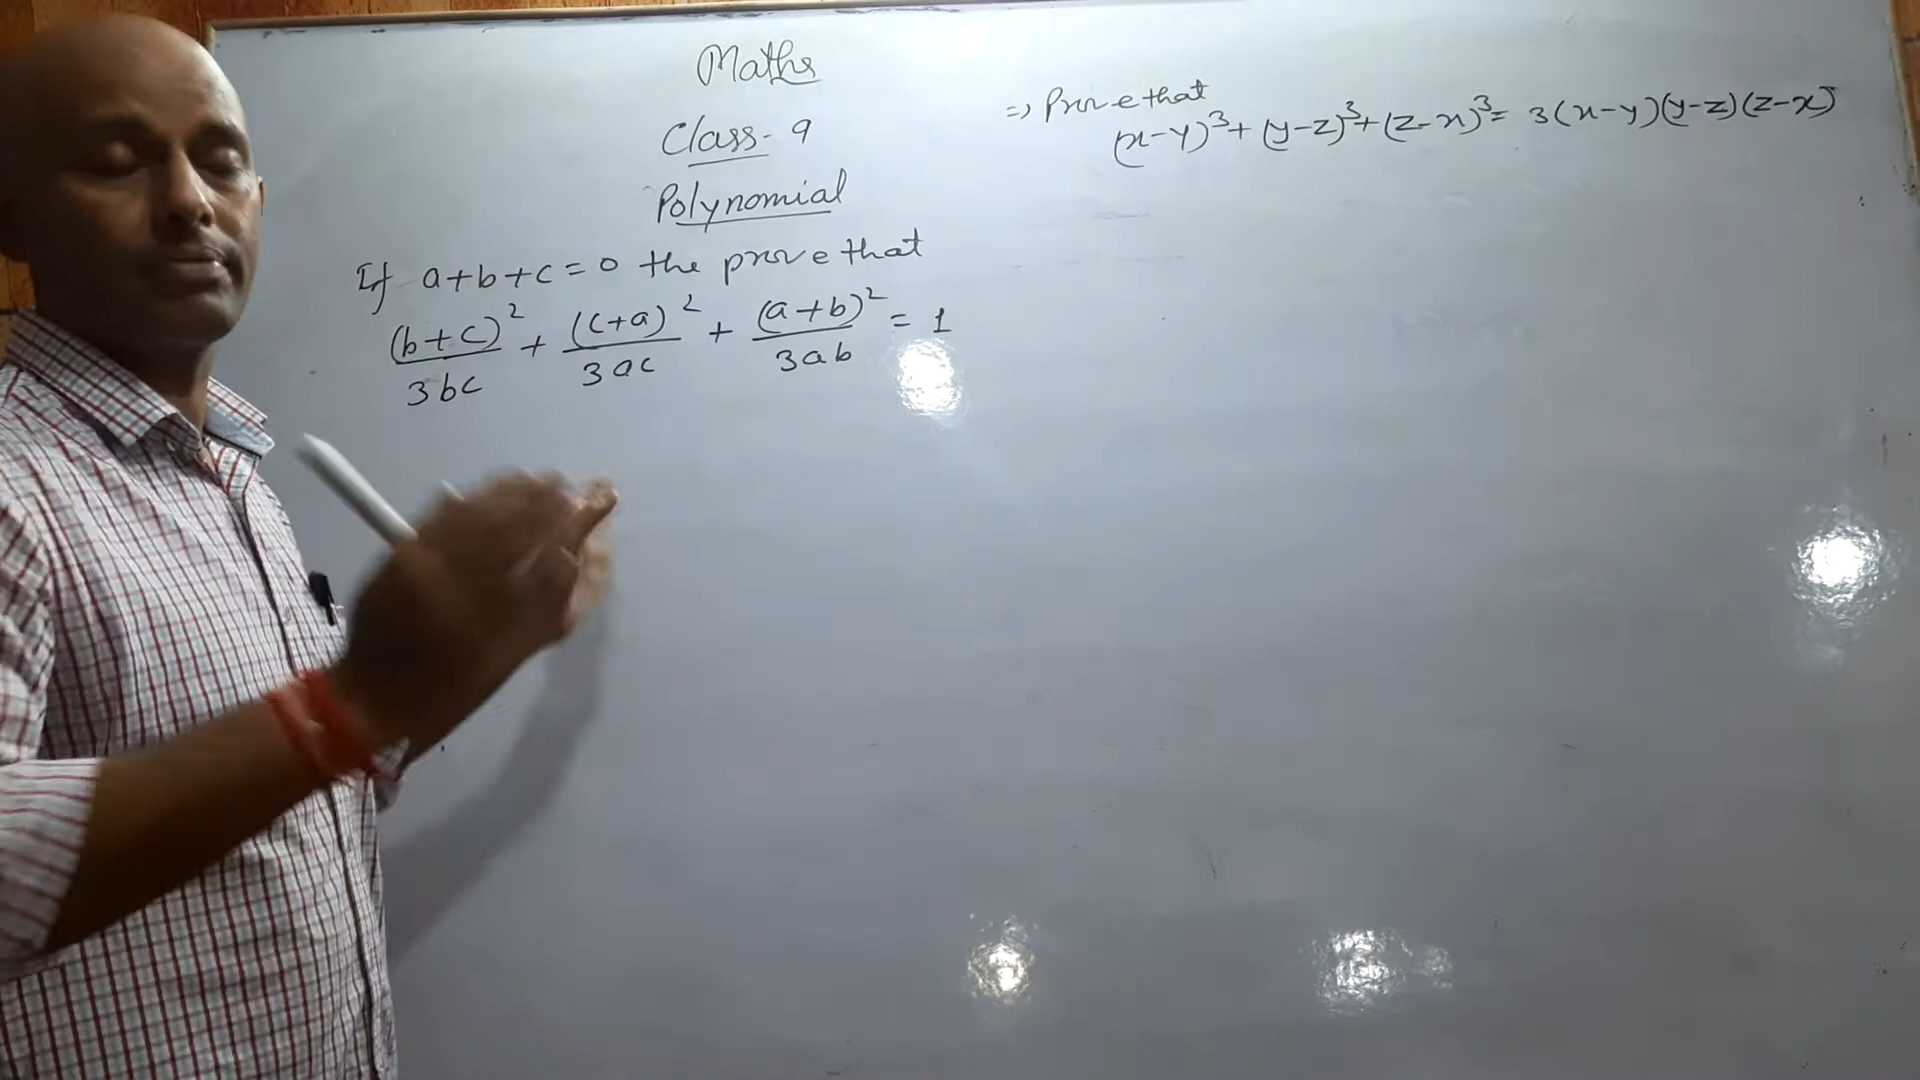 Maths
Class- 9
Polynomial
If a+b+c=0 the prove that
(b+c)²/3bc + (c+a)²/3ac + (a+b)²/3ab = 1
=> Prove that
(x-y)³+(y-z)³+(z-x)³= 3(x-y)(y-z)(z-x)